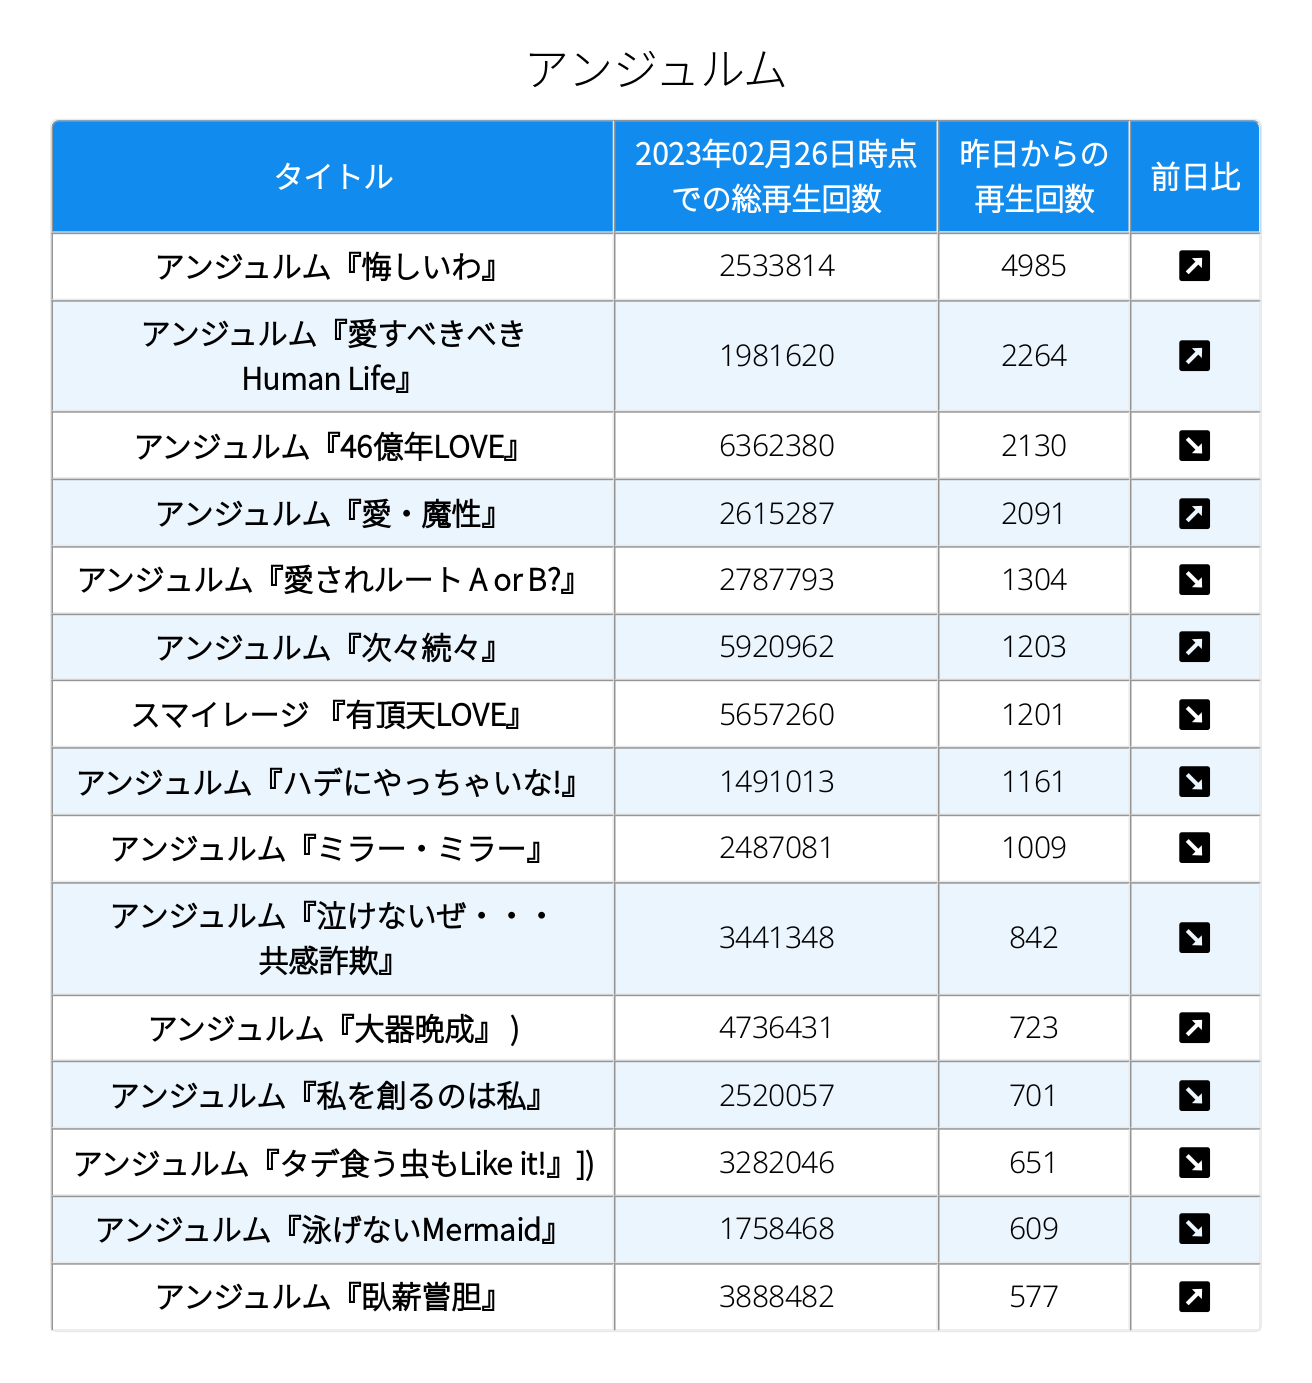 アンジュルム
タイトル
2023年02月26日時点
での総再生回数
昨日からの
再生回数
前日比
アンジュルム『悔しいわ』 2533814 4985 ↗
アンジュルム『愛すべきべき
Human Life』 1981620 2264 ↗
アンジュルム『46億年LOVE』 6362380 2130 ↘
アンジュルム『愛・魔性』 2615287 2091 ↗
アンジュルム『愛されルート A or B?』 2787793 1304 ↘
アンジュルム『次々続々』 5920962 1203 ↗
スマイレージ 『有頂天LOVE』 5657260 1201 ↘
アンジュルム『ハデにやっちゃいな!』 1491013 1161 ↘
アンジュルム『ミラー・ミラー』 2487081 1009 ↘
アンジュルム『泣けないぜ・・・
共感詐欺』 3441348 842 ↘
アンジュルム『大器晩成』 ) 4736431 723 ↗
アンジュルム『私を創るのは私』 2520057 701 ↘
アンジュルム『タデ食う虫もLike it!』]) 3282046 651 ↘
アンジュルム『泳げないMermaid』 1758468 609 ↘
アンジュルム『臥薪嘗胆』 3888482 577 ↗